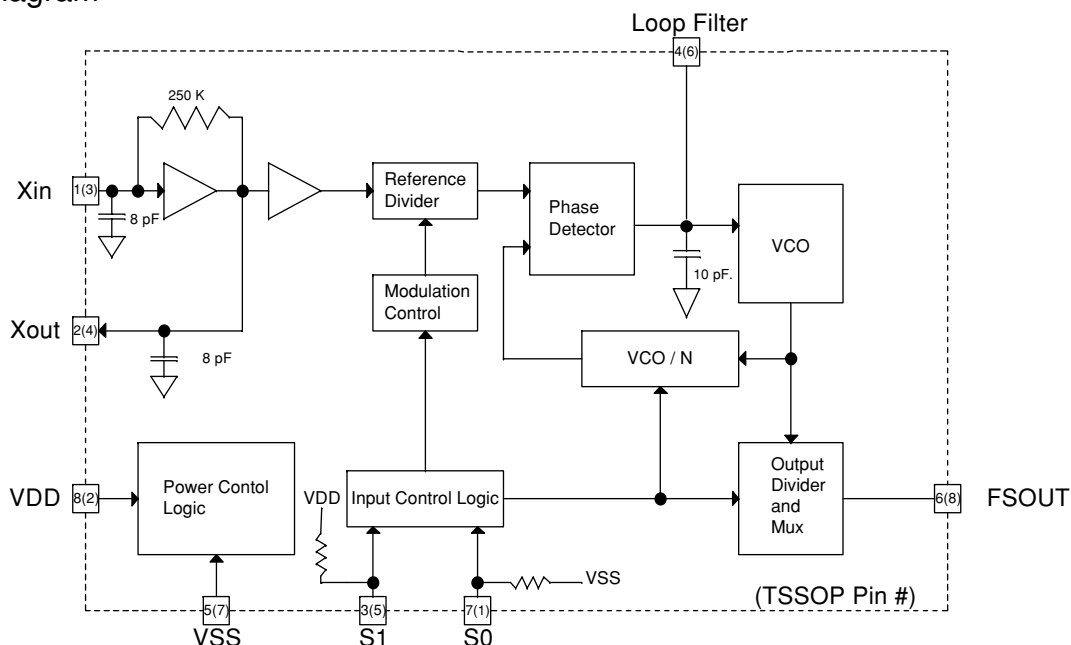 Loop Filter
4(6)
250 K
Xin
1(3)
8 pF
Reference
Divider
Phase
Detector
VCO
10 pF.
Modulation
Control
Xout
2(4)
8 pF
VCO / N
VDD
8(2)
Power Contol
Logic
VDD
Input Control Logic
Output
Divider
and
Mux
6(8)
FSOUT
VSS
5(7)
VSS
3(5)
S1
7(1)
S0
(TSSOP Pin #)